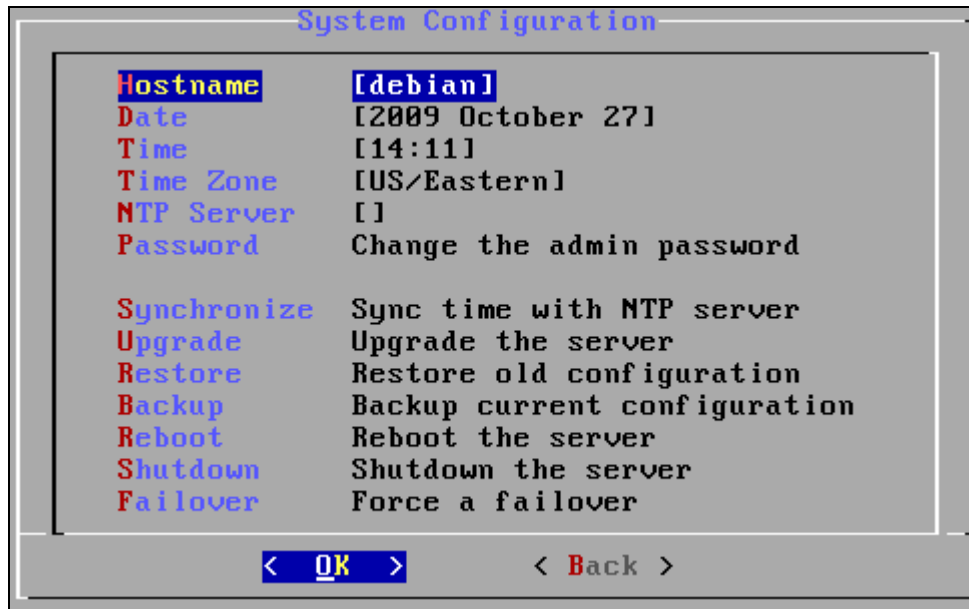 System Configuration
Hostname [debian]
Date [2009 October 27]
Time [14:11]
Time Zone [US/Eastern]
NTP Server []
Password Change the admin password
Synchronize Sync time with NTP server
Upgrade Upgrade the server
Restore Restore old configuration
Backup Backup current configuration
Reboot Reboot the server
Shutdown Shutdown the server
Failover Force a failover
< OK > < Back >